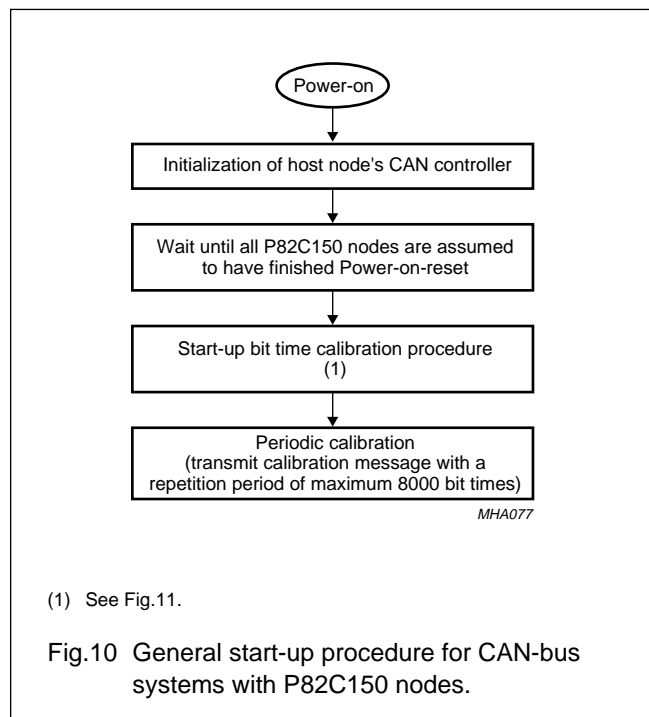 Power-on
Initialization of host node's CAN controller
Wait until all P82C150 nodes are assumed
to have finished Power-on-reset
Start-up bit time calibration procedure
(1)
Periodic calibration
(transmit calibration message with a
repetition period of maximum 8000 bit times)
MHA077
(1) See Fig.11.
Fig.10 General start-up procedure for CAN-bus
systems with P82C150 nodes.